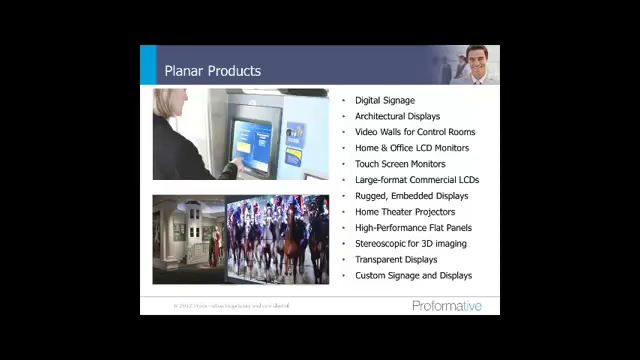 Planar Products
• Digital Signage
• Architectural Displays
• Video Walls for Control Rooms
• Home & Office LCD Monitors
• Touch Screen Monitors
• Large-format Commercial LCDs
• Rugged, Embedded Displays
• Home Theater Projectors
• High-Performance Flat Panels
• Stereoscopic for 3D imaging
• Transparent Displays
• Custom Signage and Displays
Proformative